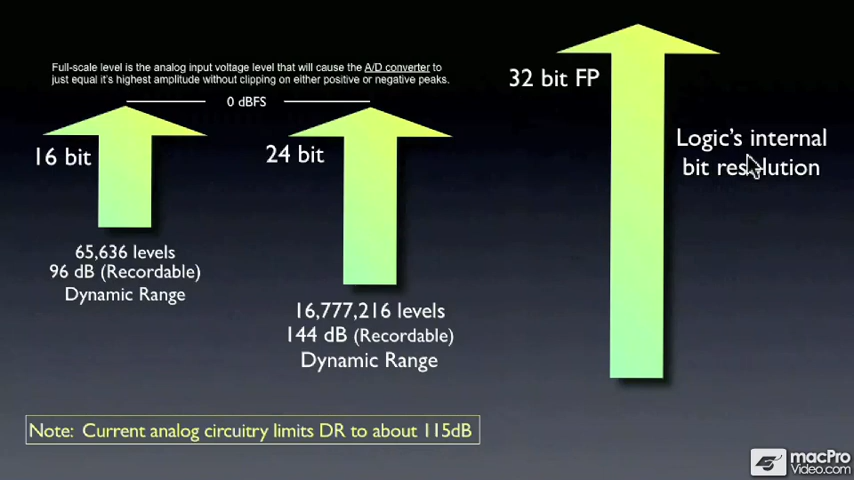 Full-scale level is the analog input voltage level that will cause the A/D converter to
just equal it's highest amplitude without clipping on either positive or negative peaks.
0 dBFS
16 bit
24 bit
32 bit FP
Logic's internal
bit resolution
65,636 levels
96 dB (Recordable)
Dynamic Range
16,777,216 levels
144 dB (Recordable)
Dynamic Range
Note: Current analog circuitry limits DR to about 115dB
macPro
Video.com